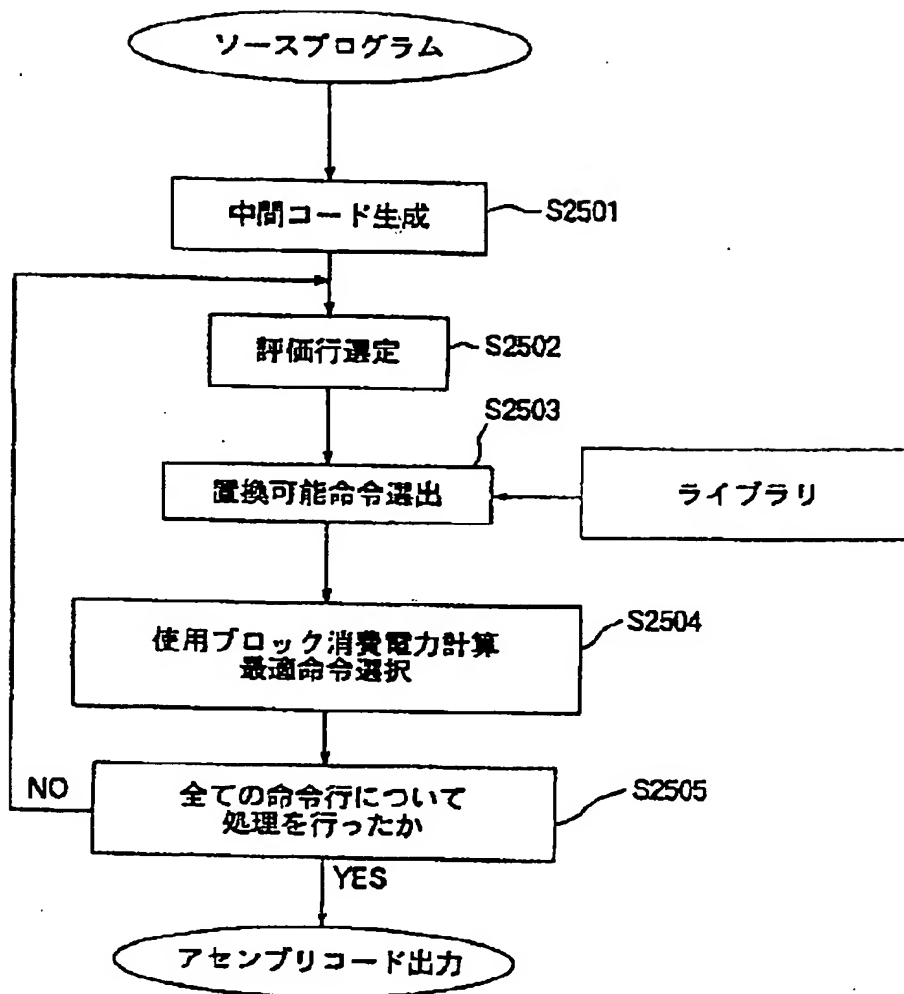 ソースプログラム
中間コード生成
S2501
評価行選定
S2502
S2503
置換可能命令選出
ライブラリ
使用ブロック消費電力計算
最適命令選択
S2504
全ての命令行について
処理を行ったか
S2505
NO
YES
アセンブリコード出力